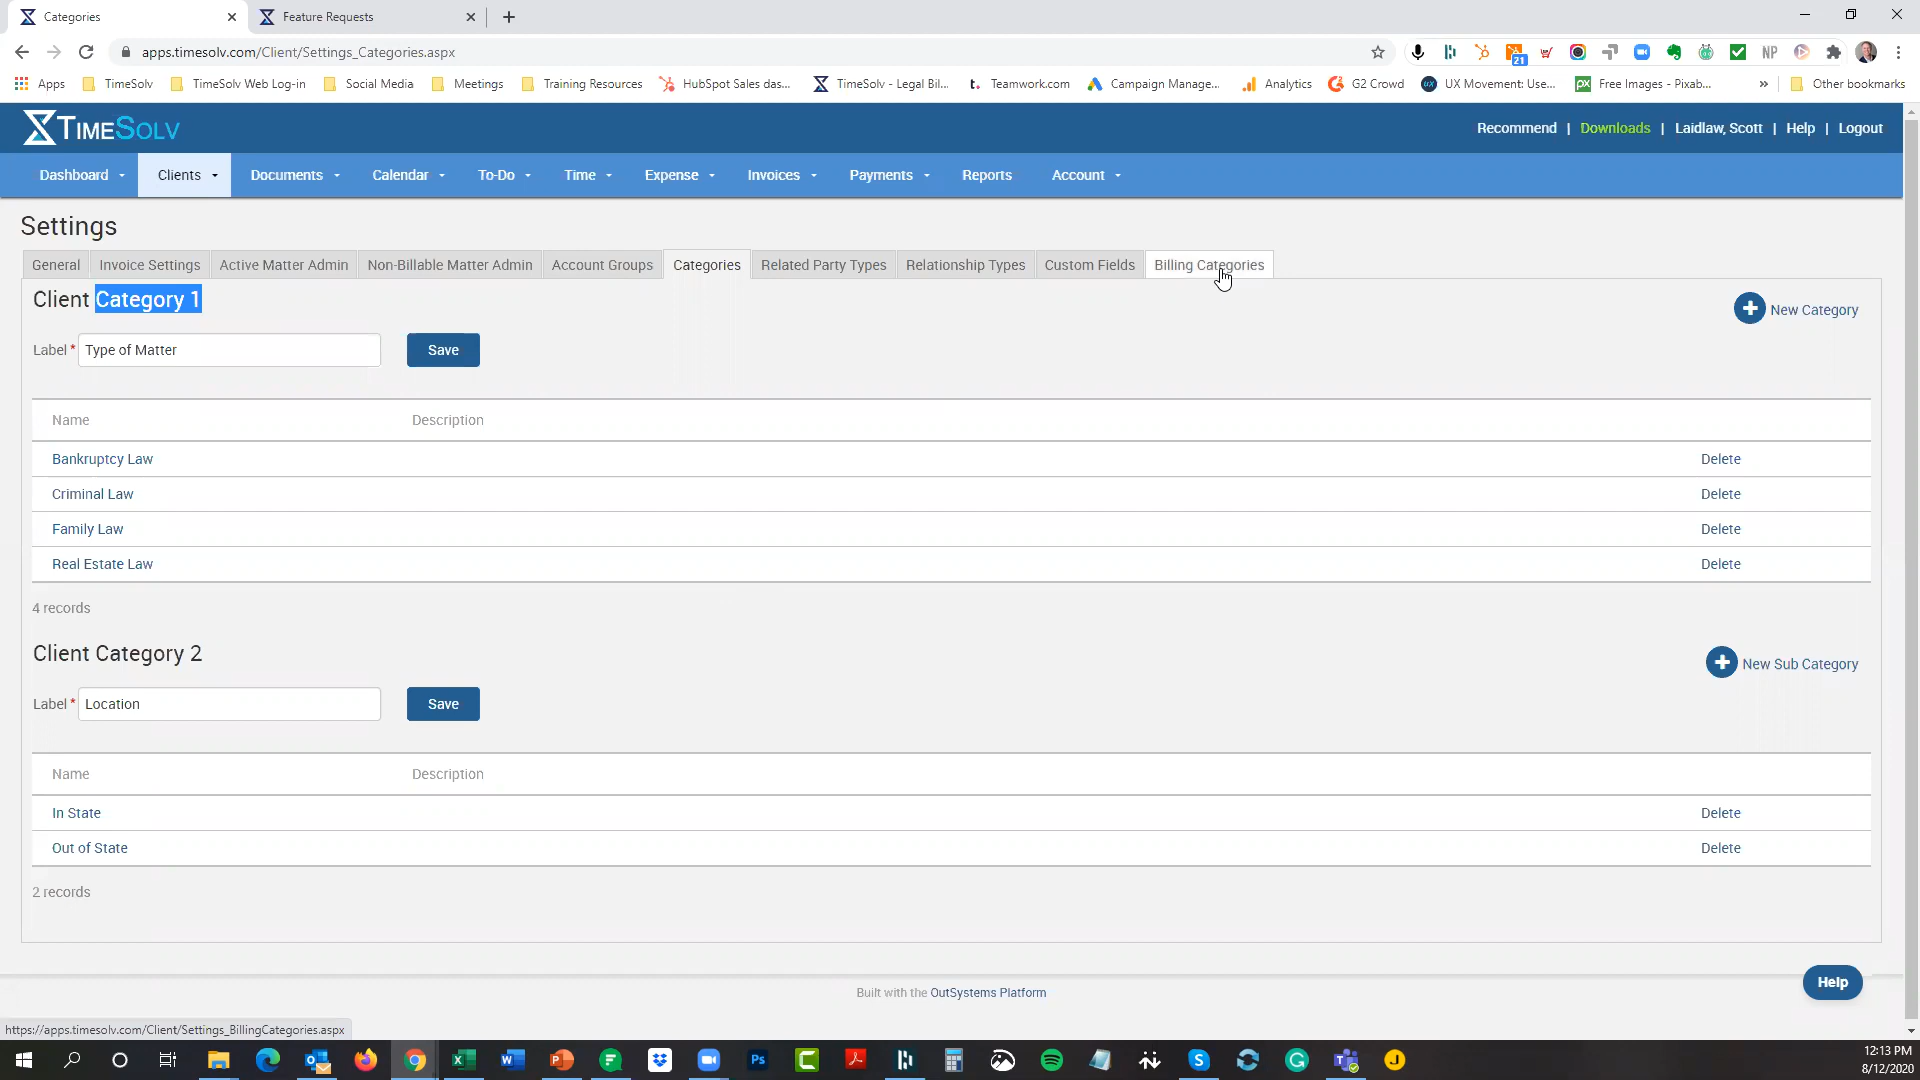 Categories
Feature Requests
apps.timesolv.com/Client/Settings_Categories.aspx
21
NP
Apps
TimeSolv
TimeSolv Web Log-in
Social Media
Meetings
Training Resources
HubSpot Sales das...
TimeSolv - Legal Bil...
t.
Teamwork.com
Campaign Manage...
Analytics
G2 Crowd
UX
UX Movement: Use...
px
Free Images - Pixab...
»
Other bookmarks
TIMESOLV
Recommend | Downloads | Laidlaw, Scott | Help | Logout
Dashboard
Clients
Documents
Calendar
To-Do
Time
Expense
Invoices
Payments
Reports
Account
Settings
General
Invoice Settings
Active Matter Admin
Non-Billable Matter Admin
Account Groups
Categories
Related Party Types
Relationship Types
Custom Fields
Billing Categories
Client Category 1
New Category
Label * Type of Matter
Save
Name Description
Bankruptcy Law Delete
Criminal Law Delete
Family Law Delete
Real Estate Law Delete
4 records
Client Category 2
New Sub Category
Label * Location
Save
Name Description
In State Delete
Out of State Delete
2 records
Help
Built with the OutSystems Platform
https://apps.timesolv.com/Client/Settings_BillingCategories.aspx
12:13 PM
8/12/2020